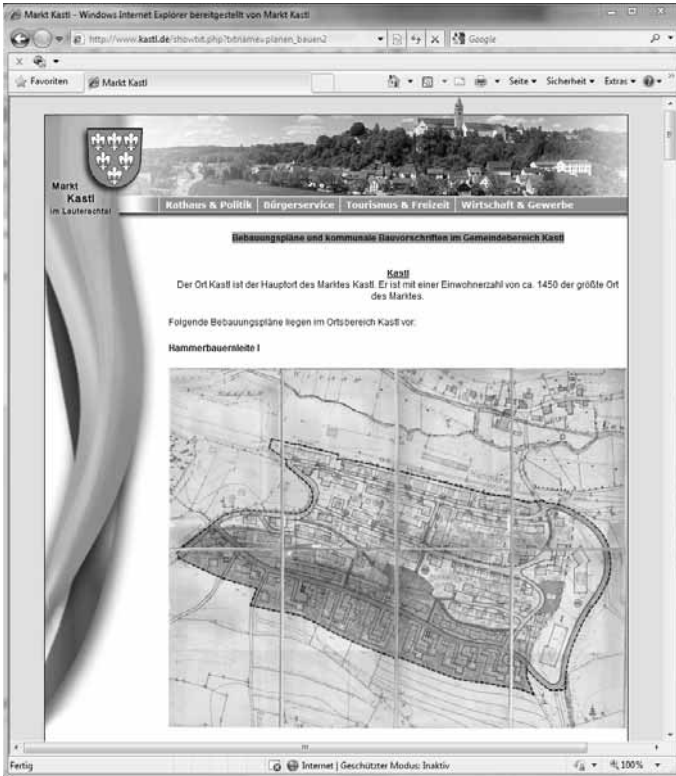 Markt Kastl - Windows Internet Explorer bereitgestellt von Markt Kastl
http://www.kastl.de/showtxt.php?txtname=planen_bauen2
Google
Favoriten
Markt Kastl
Seite
Sicherheit
Extras
Markt
Kastl
im Lauterachtal
Rathaus & Politik
Bürgerservice
Tourismus & Freizeit
Wirtschaft & Gewerbe
Bebauungspläne und kommunale Bauvorschriften im Gemeindebereich Kastl
Kastl
Der Ort Kastl ist der Hauptort des Marktes Kastl. Er ist mit einer Einwohnerzahl von ca. 1450 der größte Ort
des Marktes.
Folgende Bebauungspläne liegen im Ortsbereich Kastl vor:
Hammerbauernleite I
Fertig
Internet | Geschützter Modus: Inaktiv
100%